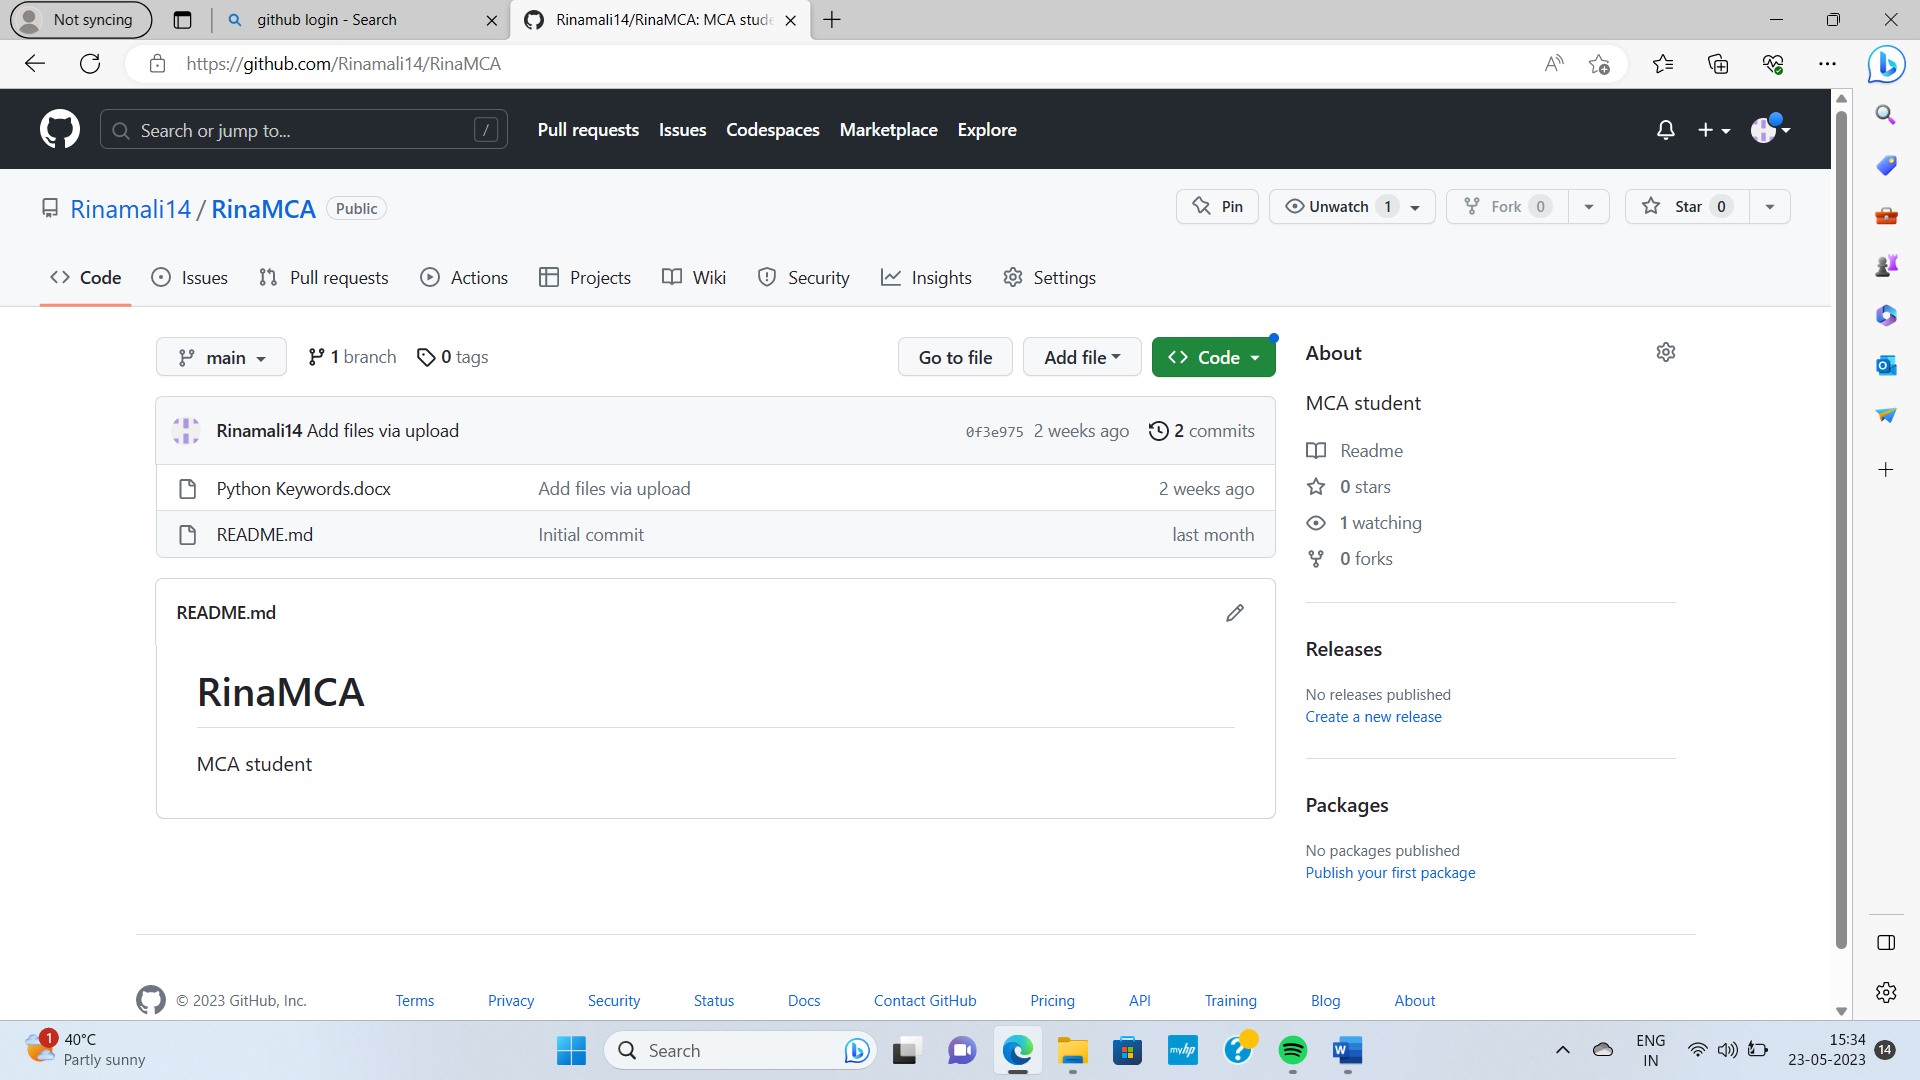 Not syncing
github login - Search
Rinamali14/RinaMCA: MCA stude
https://github.com/Rinamali14/RinaMCA
Search or jump to...
/
Pull requests
Issues
Codespaces
Marketplace
Explore
Rinamali14 / RinaMCA
Public
Pin
Unwatch 1
Fork 0
Star 0
Code
Issues
Pull requests
Actions
Projects
Wiki
Security
Insights
Settings
main
1 branch
0 tags
Go to file
Add file
Code
About
MCA student
Readme
0 stars
1 watching
0 forks
Rinamali14 Add files via upload
0f3e975 2 weeks ago
2 commits
Python Keywords.docx
Add files via upload
2 weeks ago
README.md
Initial commit
last month
README.md
RinaMCA
MCA student
Releases
No releases published
Create a new release
Packages
No packages published
Publish your first package
© 2023 GitHub, Inc.
Terms
Privacy
Security
Status
Docs
Contact GitHub
Pricing
API
Training
Blog
About
1
40°C
Partly sunny
Search
myhp
ENG
IN
15:34
23-05-2023
14